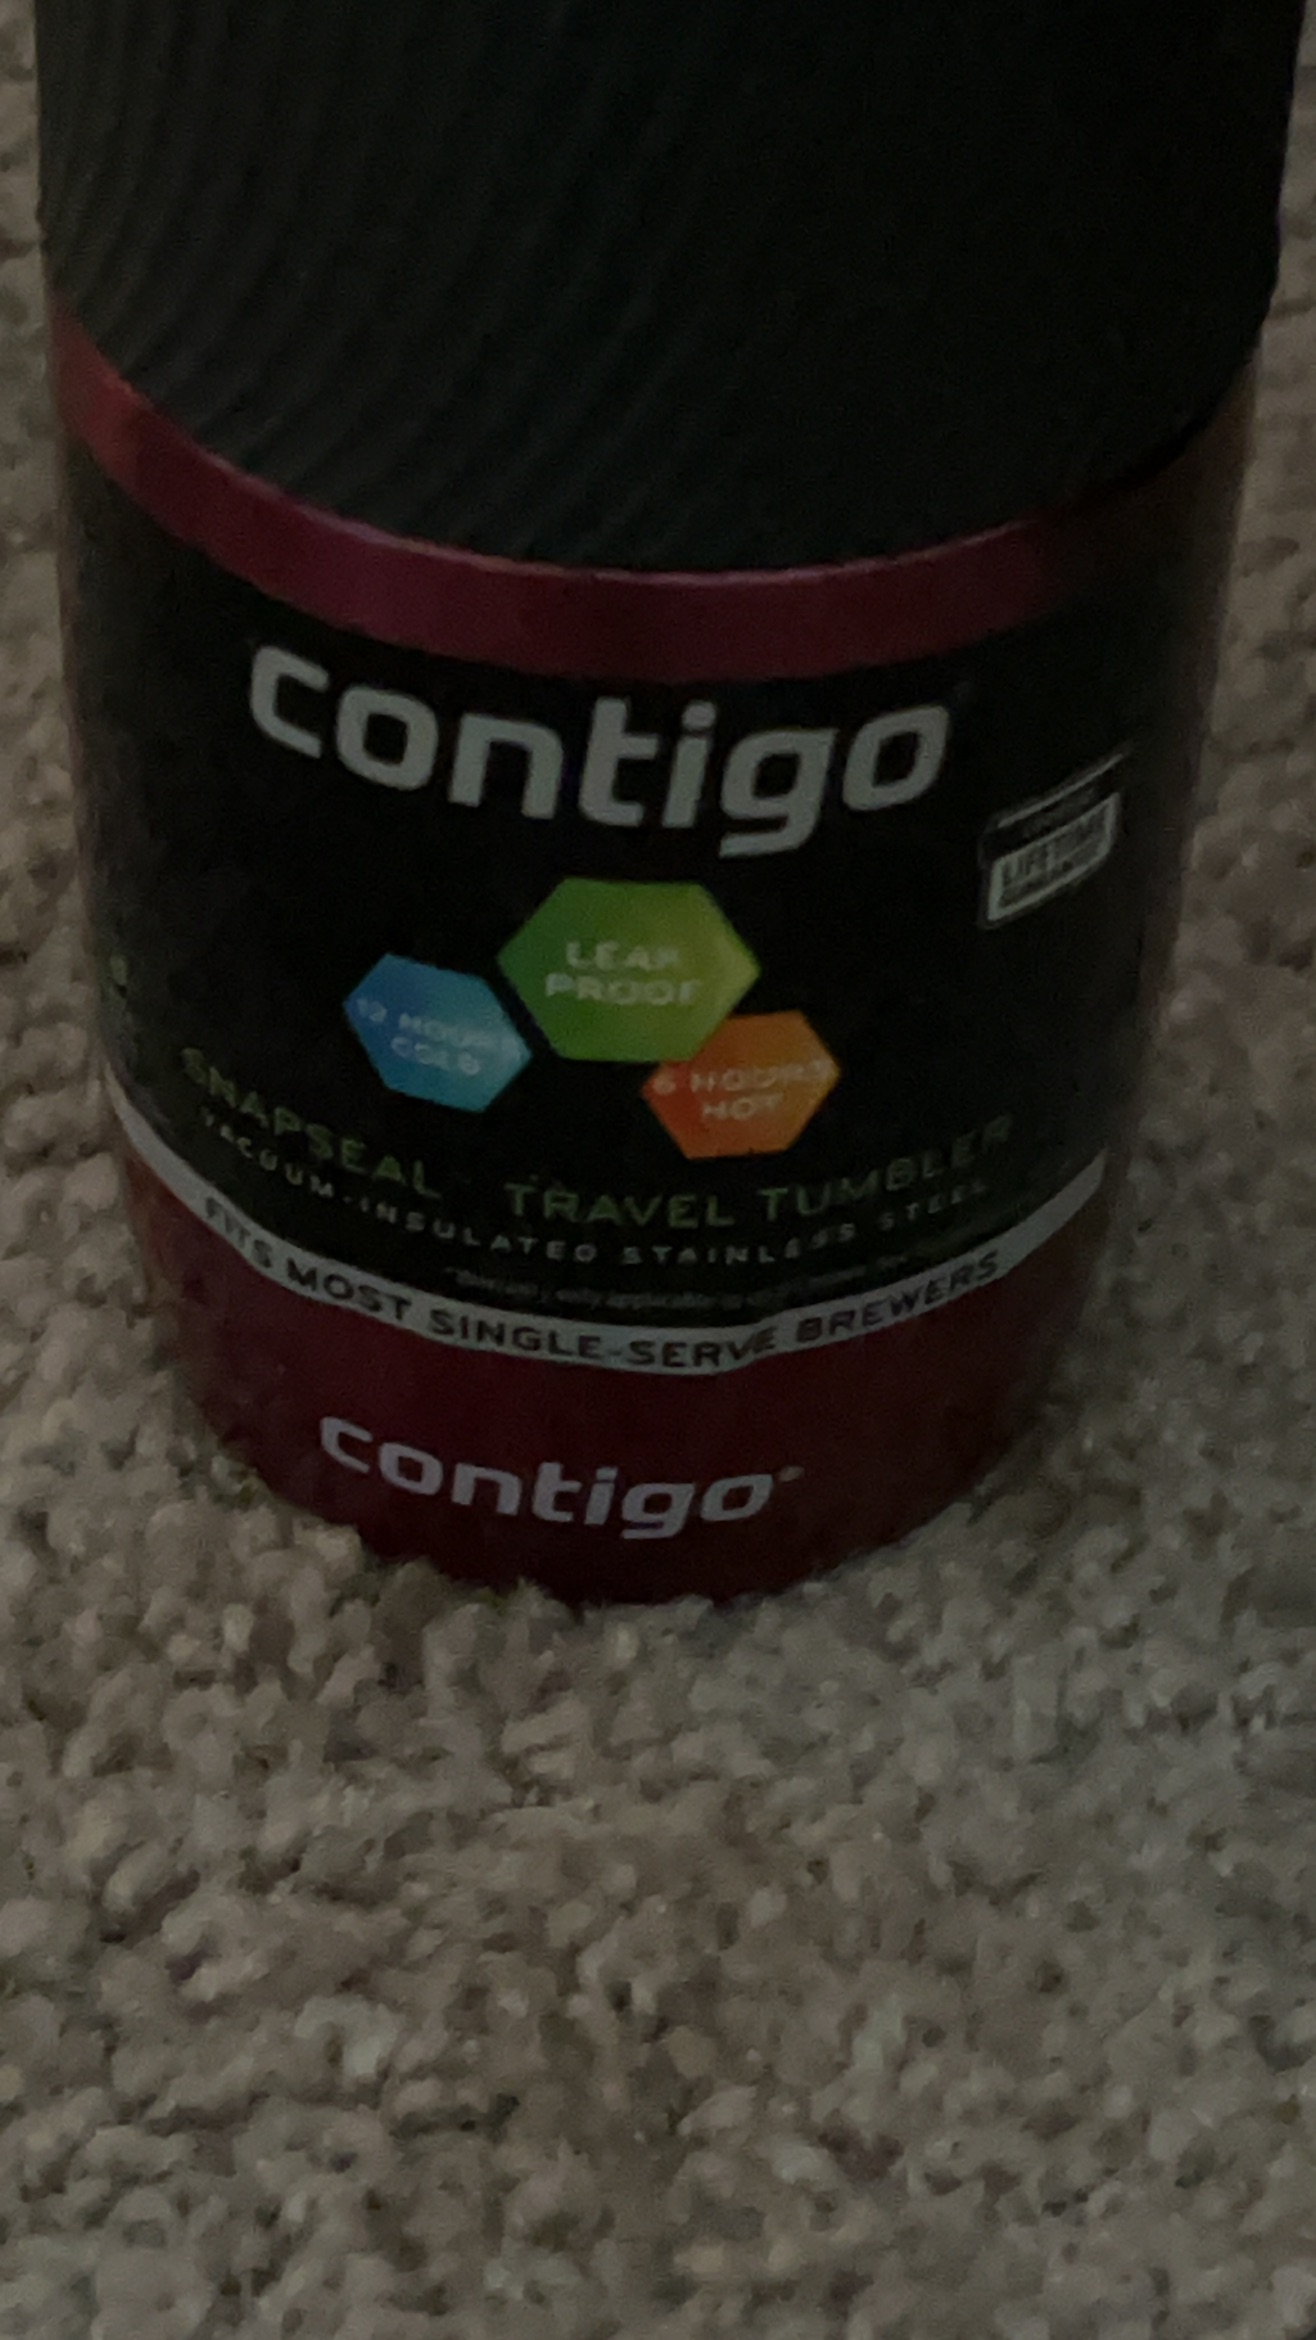 contigo
LIFETIME
LEAK
PROOF
12 HOURS
COLD
6 HOURS
HOT
SNAPSEAL TRAVEL TUMBLER
VACUUM-INSULATED STAINLESS STEEL
FITS MOST SINGLE-SERVE BREWERS
contigo